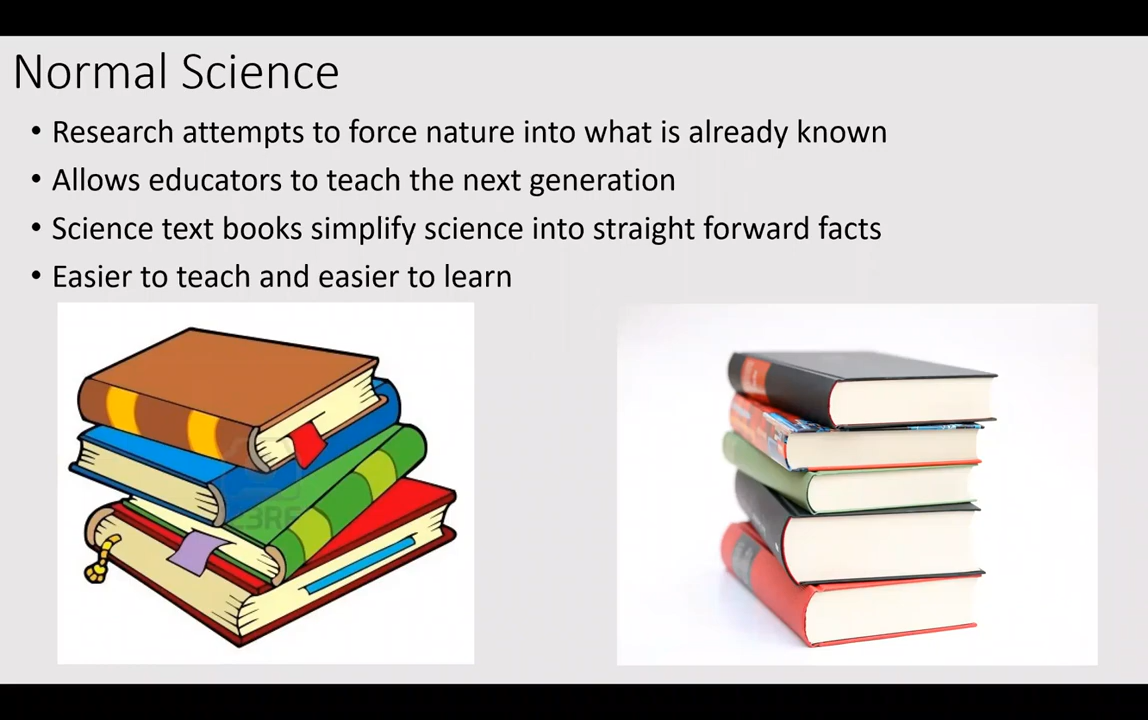 Normal Science
• Research attempts to force nature into what is already known
• Allows educators to teach the next generation
• Science text books simplify science into straight forward facts
• Easier to teach and easier to learn